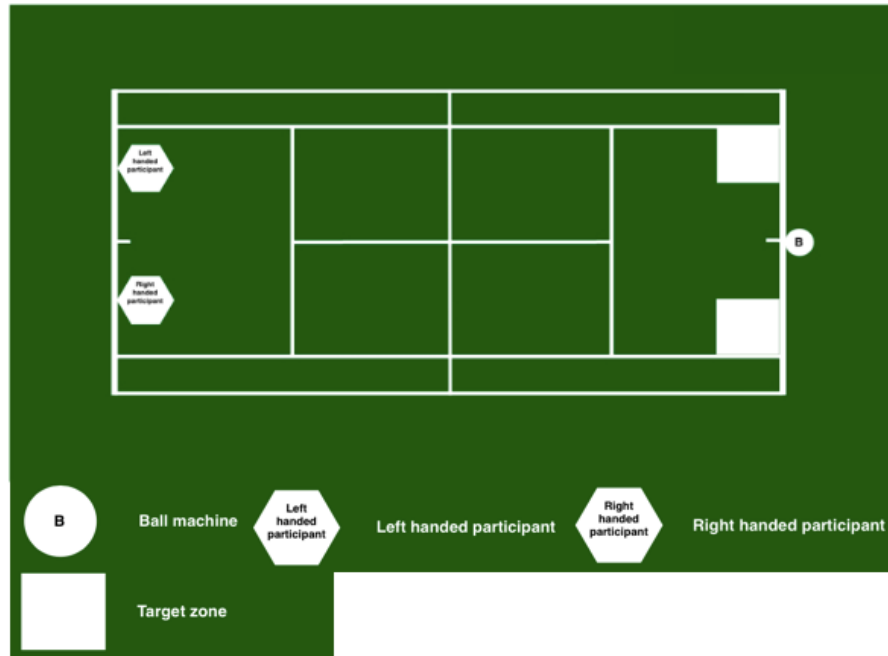 Left
handed
participant
B
Right
handed
participant
B
Ball machine
Left
handed
participant
Left handed participant
Right
handed
participant
Right handed participant
Target zone